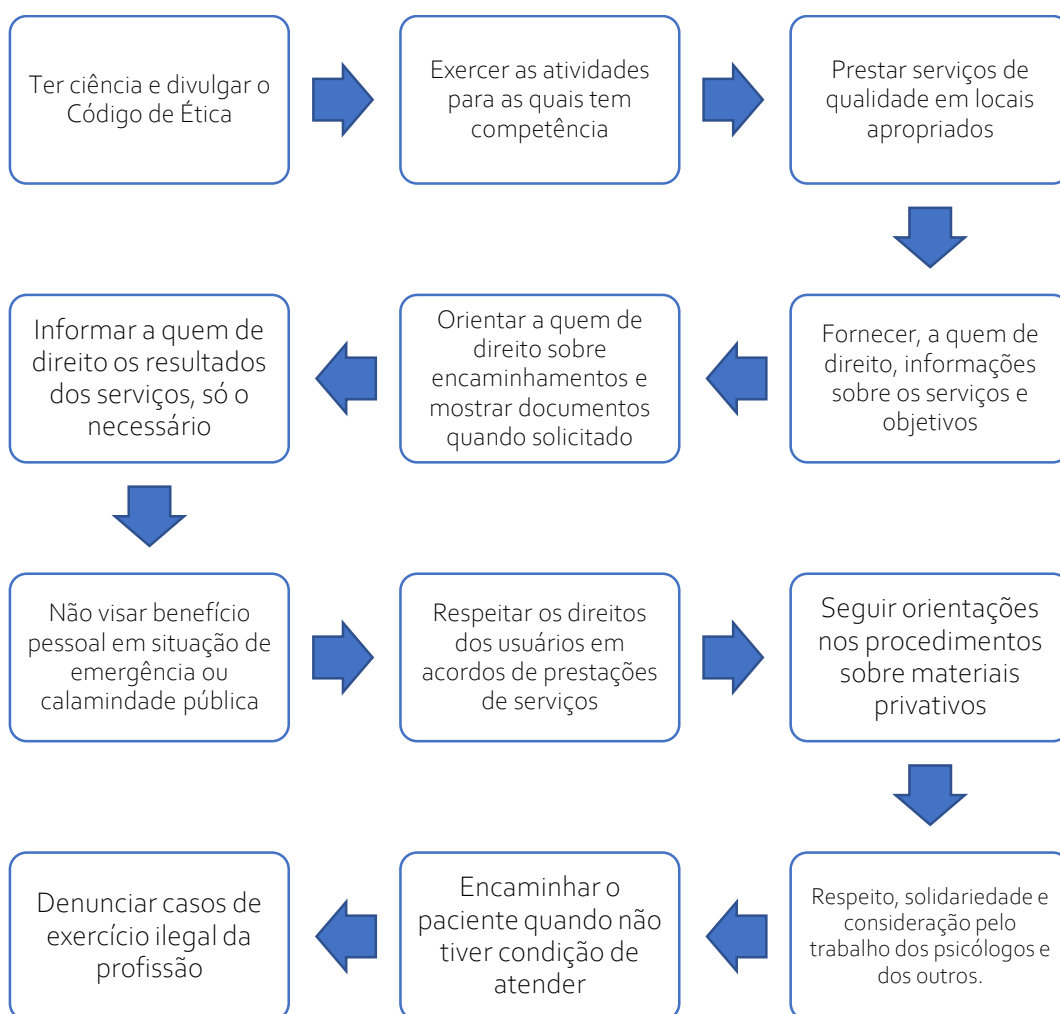 Ter ciência e divulgar o
Código de Ética
Exercer as atividades
para as quais tem
competência
Prestar serviços de
qualidade em locais
apropriados
Fornecer, a quem de
direito, informações
sobre os serviços e
objetivos
Orientar a quem de
direito sobre
encaminhamentos e
mostrar documentos
quando solicitado
Informar a quem de
direito os resultados
dos serviços, só o
necessário
Não visar benefício
pessoal em situação de
emergência ou
calamindade pública
Respeitar os direitos
dos usuários em
acordos de prestações
de serviços
Seguir orientações
nos procedimentos
sobre materiais
privativos
Respeito, solidariedade e
consideração pelo
trabalho dos psicólogos e
dos outros.
Encaminhar o
paciente quando não
tiver condição de
atender
Denunciar casos de
exercício ilegal da
profissão